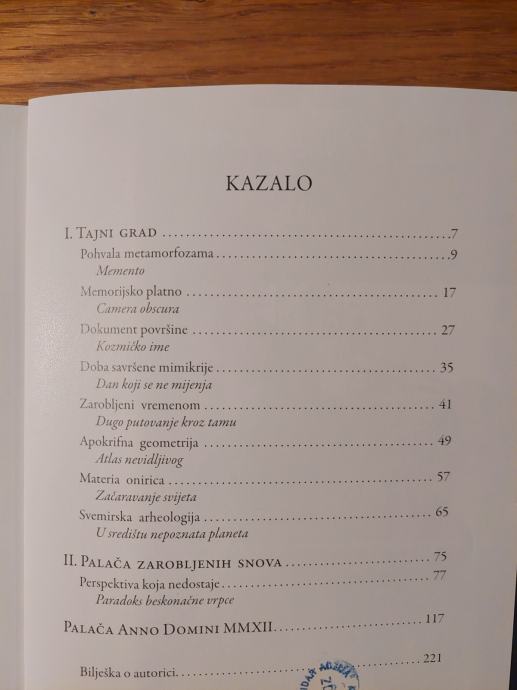 KAZALO
I. TAJNI GRAD ........................................................7
Pohvala metamorfozama........................................9
Memento
Memorijsko platno ........................................ 17
Camera obscura
Dokument površine ........................................ 27
Kozmičko ime
Doba savršene mimikrije ........................................ 35
Dan koji se ne mijenja
Zarobljeni vremenom ........................................ 41
Dugo putovanje kroz tamu
Apokrifna geometrija ........................................ 49
Atlas nevidljivog
Materia onirica ........................................ 57
Začaravanje svijeta
Svemirska arheologija ........................................ 65
U središtu nepoznata planeta
II. PALAČA ZAROBLJENIH SNOVA ........................ 75
Perspektiva koja nedostaje........................................ 77
Paradoks beskonačne vrpce
PALAČA ANNO DOMINI MMXII........................ 117
Bilješka o autorici........................................ 221